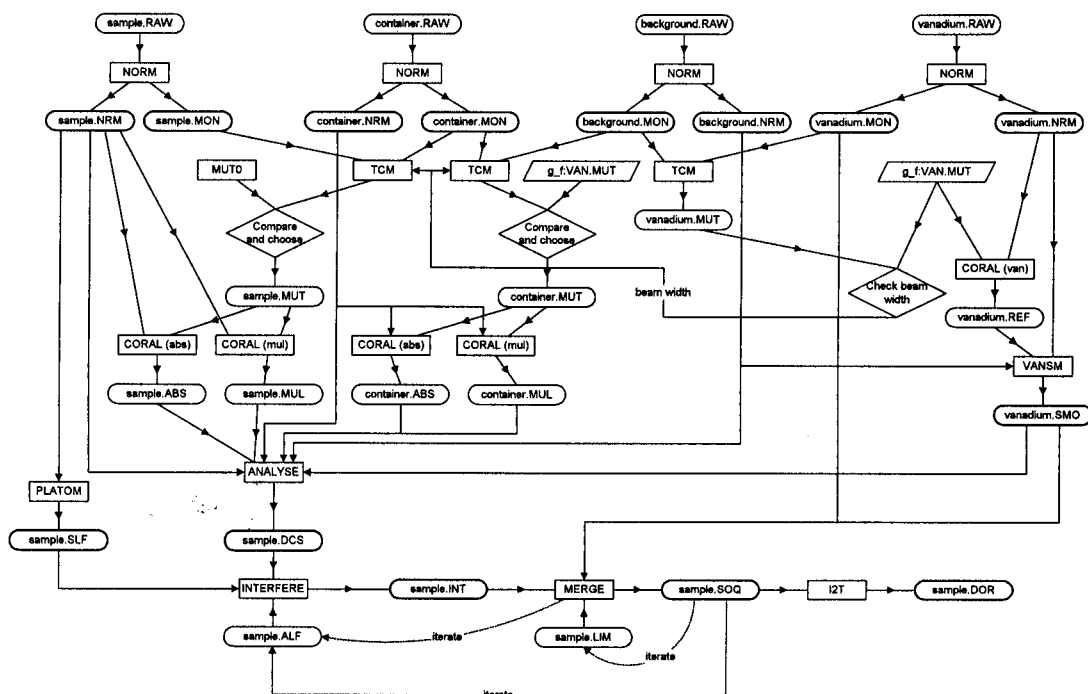 sample.RAW
container.RAW
background.RAW
vanadium.RAW
NORM
NORM
NORM
NORM
sample.NRM
sample.MON
container.NRM
container.MON
background.MON
background.NRM
vanadium.MON
vanadium.NRM
MUT0
TCM
TCM
g_f:VAN.MUT
TCM
g_f:VAN.MUT
vanadium.MUT
Compare
and choose
Compare
and choose
CORAL (van)
Check beam
width
sample.MUT
container.MUT
beam width
vanadium.REF
CORAL (abs)
CORAL (mul)
CORAL (abs)
CORAL (mul)
VANSM
sample.ABS
sample.MUL
container.ABS
container.MUL
vanadium.SMO
ANALYSE
PLATOM
sample.SLF
sample.DCS
INTERFERE
sample.INT
MERGE
sample.SOQ
I2T
sample.DOR
sample.ALF
iterate
sample.LIM
iterate
iterate